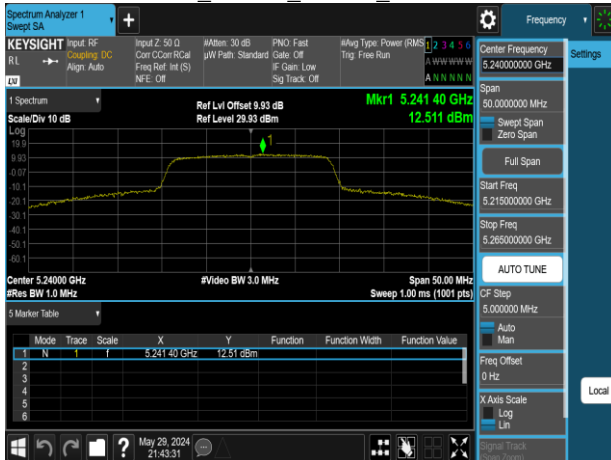 Spectrum Analyzer 1
Swept SA
Frequency
KEYSIGHT
RL
LXI
Input: RF
Coupling: DC
Align: Auto
Input Z: 50 Ω
Corr CCorr RCal
Freq Ref: Int (S)
NFE: Off
#Atten: 30 dB
µW Path: Standard
PNO: Fast
Gate: Off
IF Gain: Low
Sig Track: Off
#Avg Type: Power (RMS
Trig: Free Run
1 2 3 4 5 6
A W W W W W
A N N N N N
1 Spectrum
Scale/Div 10 dB
Log
Ref Lvl Offset 9.93 dB
Ref Level 29.93 dBm
Mkr1 5.241 40 GHz
12.511 dBm
1
19.9
9.93
-0.07
-10.1
-20.1
-30.1
-40.1
-50.1
-60.1
Center 5.24000 GHz
#Res BW 1.0 MHz
#Video BW 3.0 MHz
Span 50.00 MHz
Sweep 1.00 ms (1001 pts)
5 Marker Table
Mode Trace Scale X Y Function Function Width Function Value
1 N 1 f 5.241 40 GHz 12.51 dBm
2
3
4
5
6
May 29, 2024
21:43:31
Center Frequency
5.240000000 GHz
Span
50.0000000 MHz
Swept Span
Zero Span
Full Span
Start Freq
5.215000000 GHz
Stop Freq
5.265000000 GHz
AUTO TUNE
CF Step
5.000000 MHz
Auto
Man
Freq Offset
0 Hz
X Axis Scale
Log
Lin
Signal Track
(Span Zoom)
Settings
Local